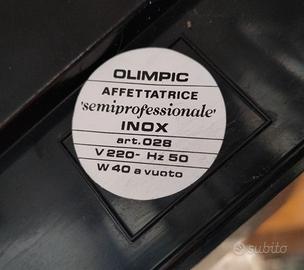 OLIMPIC
AFFETTATRICE
'semiprofessionale'
INOX
art.028
V 220- Hz 50
W 40 a vuoto
subito